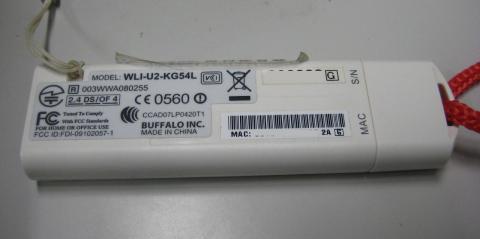 MODEL: WLI-U2-KG54L VCI
R 003WWA080255
2.4 DS/OF 4
CE 0560
FC Tested To Comply
With FCC Standards
FOR HOME OR OFFICE USE
FCC ID:FDI-09102057-1
CCAD07LP0420T1
BUFFALO INC.
MADE IN CHINA
S/N
MAC:
2A G
MAC